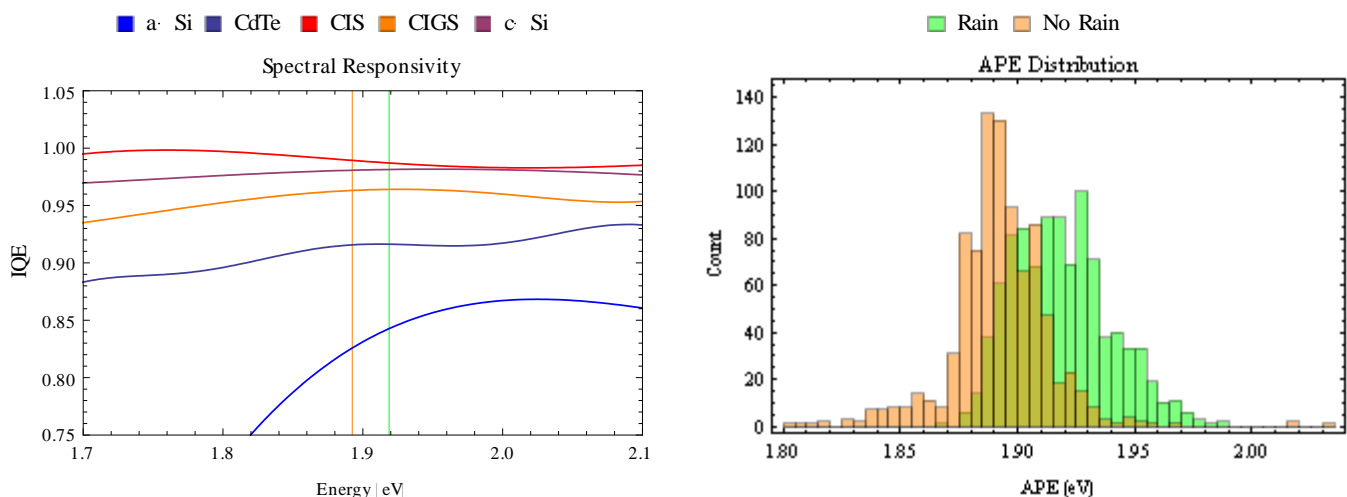 a· Si CdTe CIS CIGS c· Si
Spectral Responsivity
1.05
1.00
0.95
0.90
0.85
0.80
0.75
IQE
1.7 1.8 1.9 2.0 2.1
Energy | eV|
Rain No Rain
APE Distribution
140
120
100
80
60
40
20
0
Count
1.80 1.85 1.90 1.95 2.00
APE (eV)